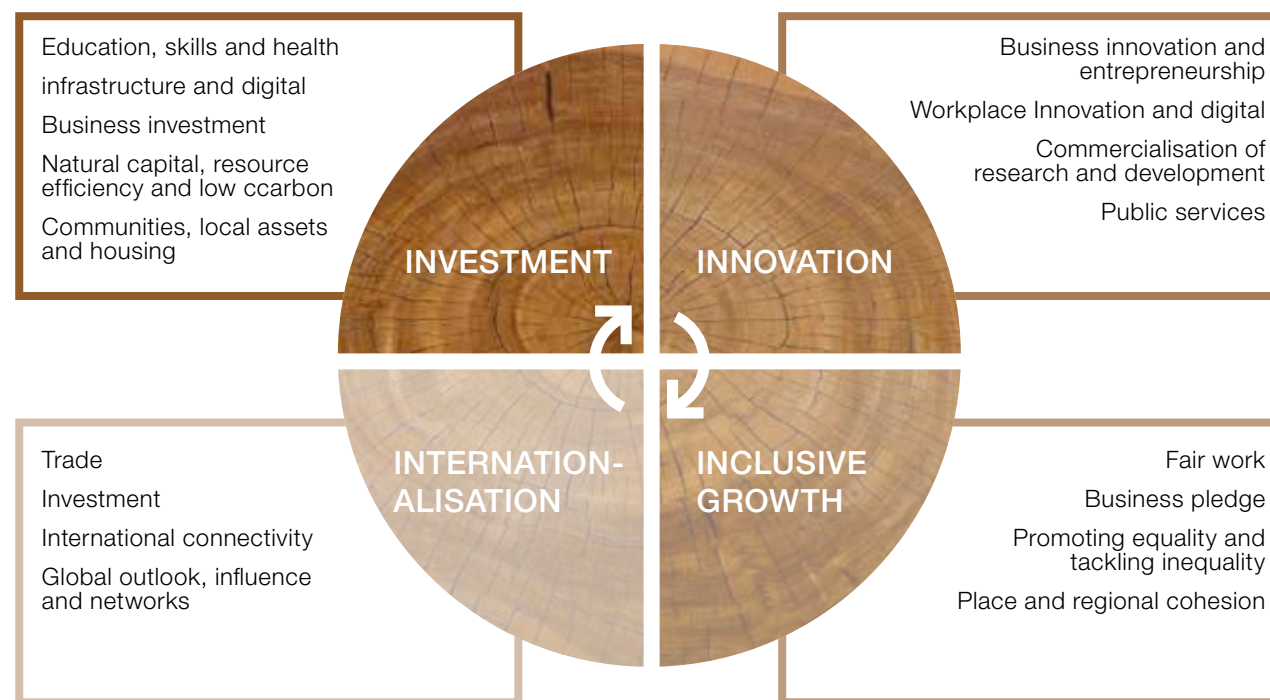 Education, skills and health
infrastructure and digital
Business investment
Natural capital, resource
efficiency and low ccarbon
Communities, local assets
and housing
INVESTMENT
Business innovation and
entrepreneurship
Workplace Innovation and digital
Commercialisation of
research and development
Public services
INNOVATION
Trade
Investment
International connectivity
Global outlook, influence
and networks
INTERNATION-
ALISATION
INCLUSIVE
GROWTH
Fair work
Business pledge
Promoting equality and
tackling inequality
Place and regional cohesion